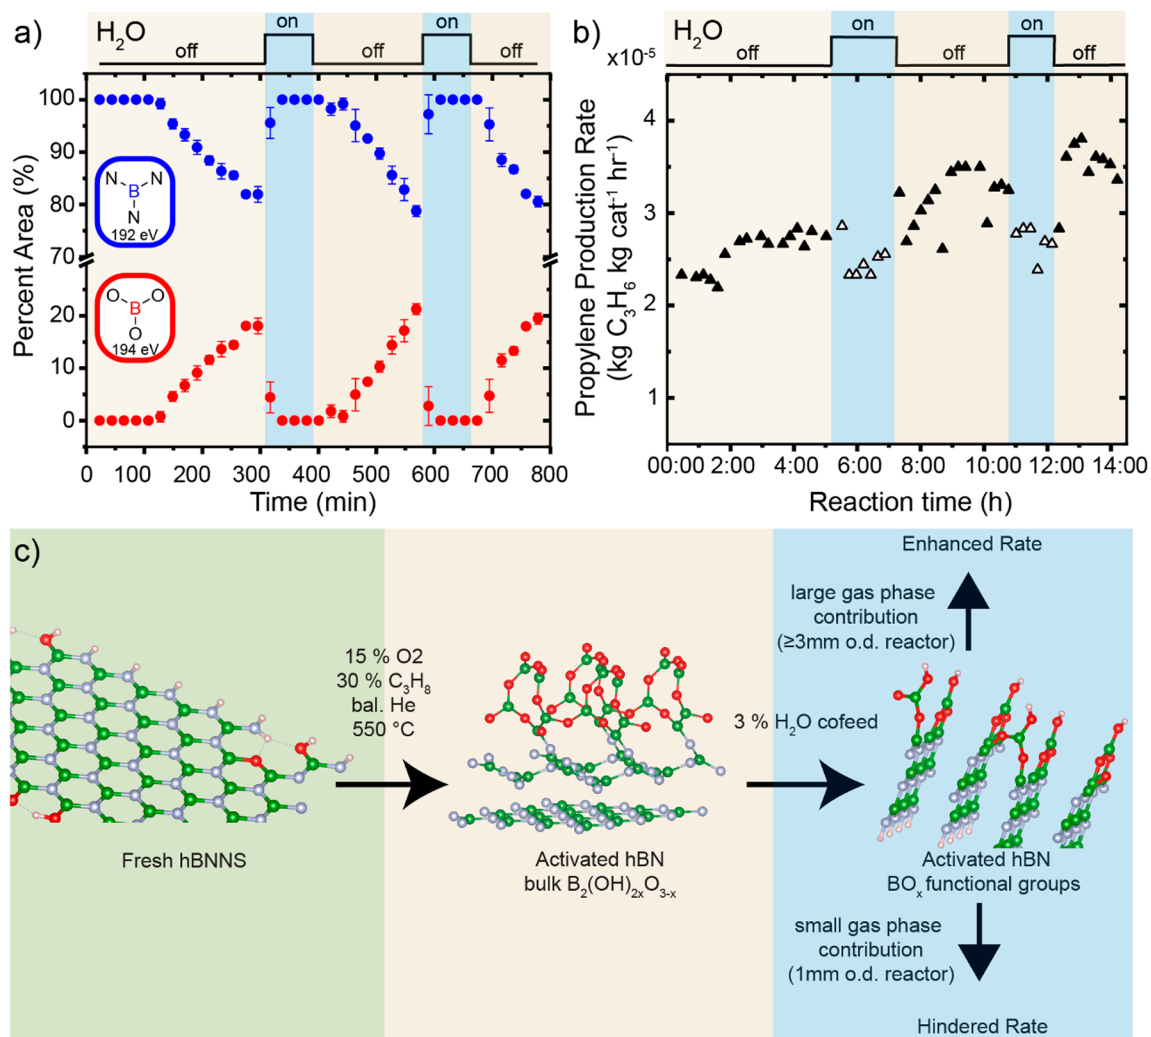 a)
H₂O
off
on
off
on
off
Percent Area (%)
100
90
80
70
20
10
0
N N
B
N
192 eV
O O
B
O
194 eV
0 100 200 300 400 500 600 700 800
Time (min)
b)
H₂O
x10⁻⁵
off
on
off
on
off
Propylene Production Rate
(kg C₃H₆ kg cat⁻¹ hr⁻¹)
4
3
2
1
00:00 2:00 4:00 6:00 8:00 10:00 12:00 14:00
Reaction time (h)
c)
Fresh hBNNS
15 % O2
30 % C₃H₈
bal. He
550 °C
Activated hBN
bulk B₂(OH)₂ₓO₃₋ₓ
3 % H₂O cofeed
Enhanced Rate
large gas phase
contribution
(≥3mm o.d. reactor)
Activated hBN
BOₓ functional groups
small gas phase
contribution
(1mm o.d. reactor)
Hindered Rate